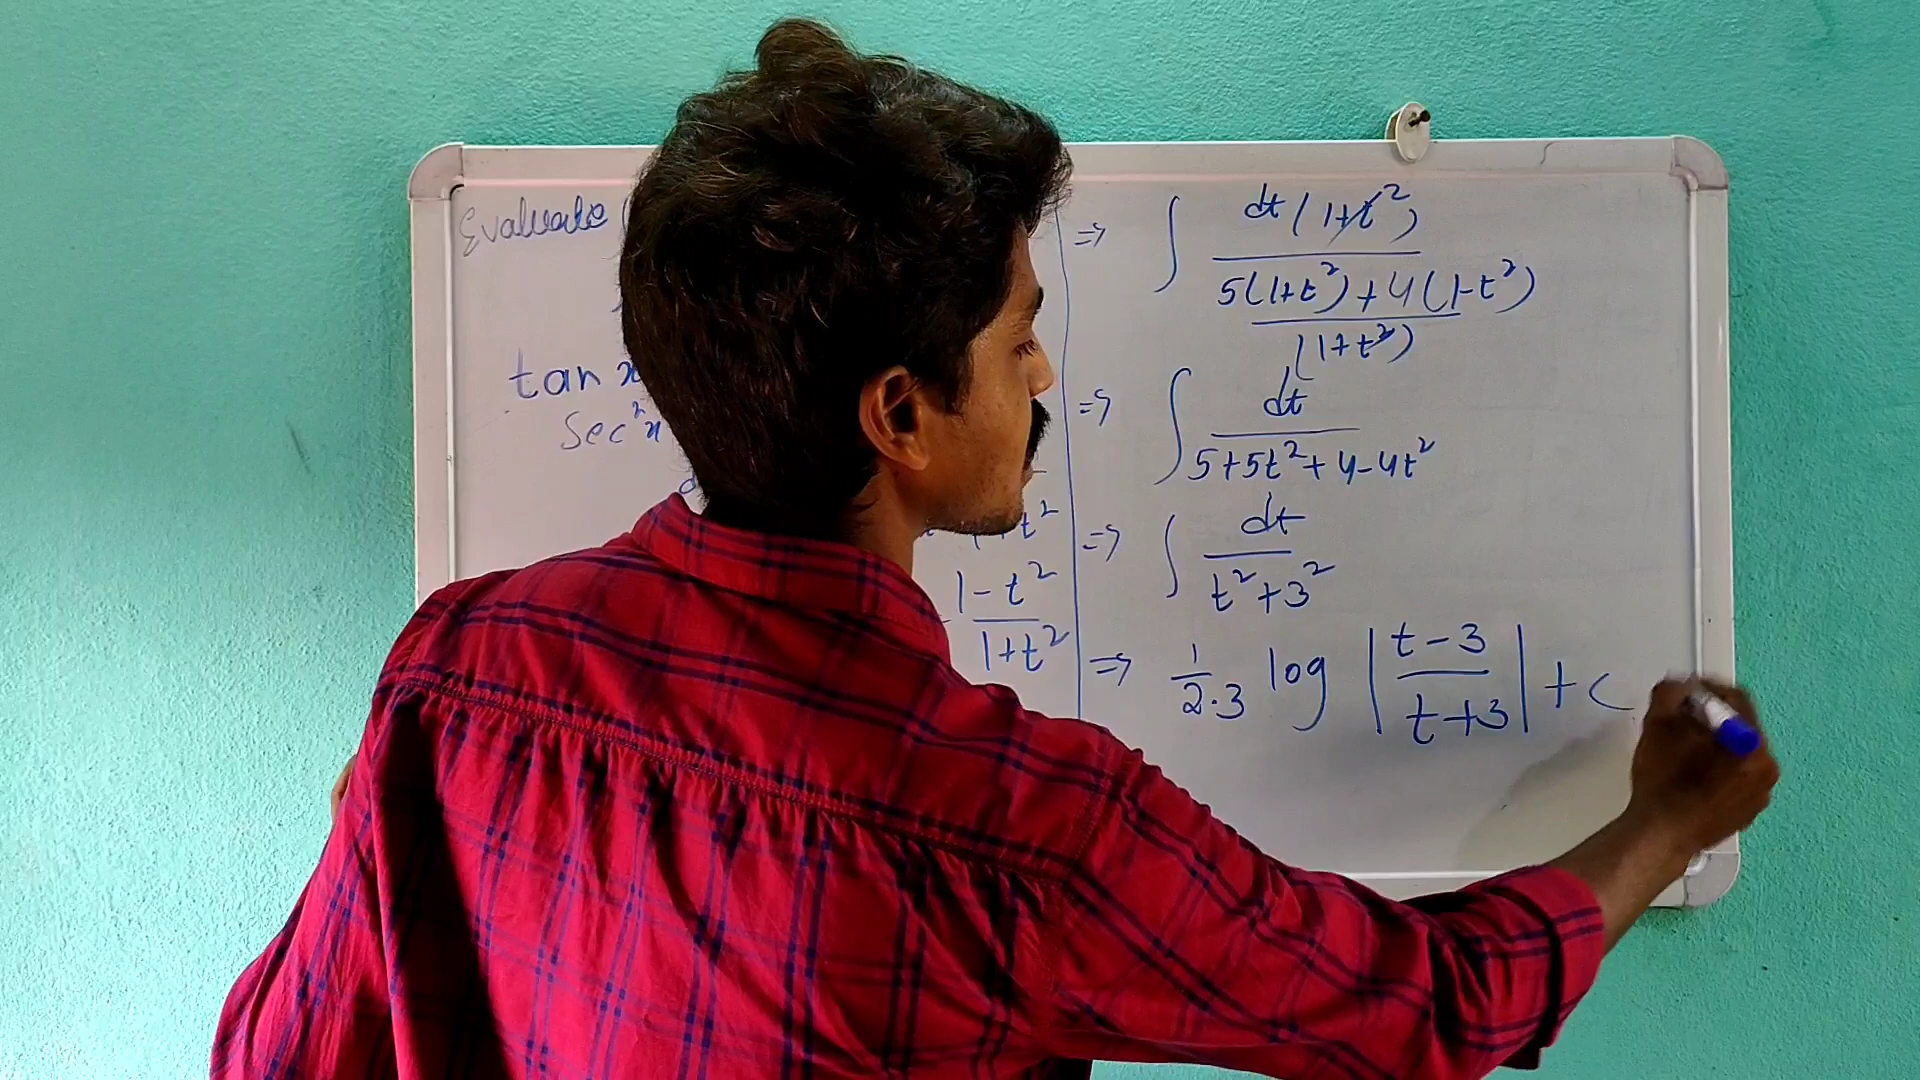 Evaluate
tan x
Sec²x
t²
1-t²
1+t²
⇒ ∫ dt(1+t²)
5(1+t²)+4(1-t²)
(1+t²)
⇒ ∫ dt
5+5t²+4-4t²
⇒ ∫ dt
t²+3²
⇒ 1/2·3 log |t-3/t+3| + c